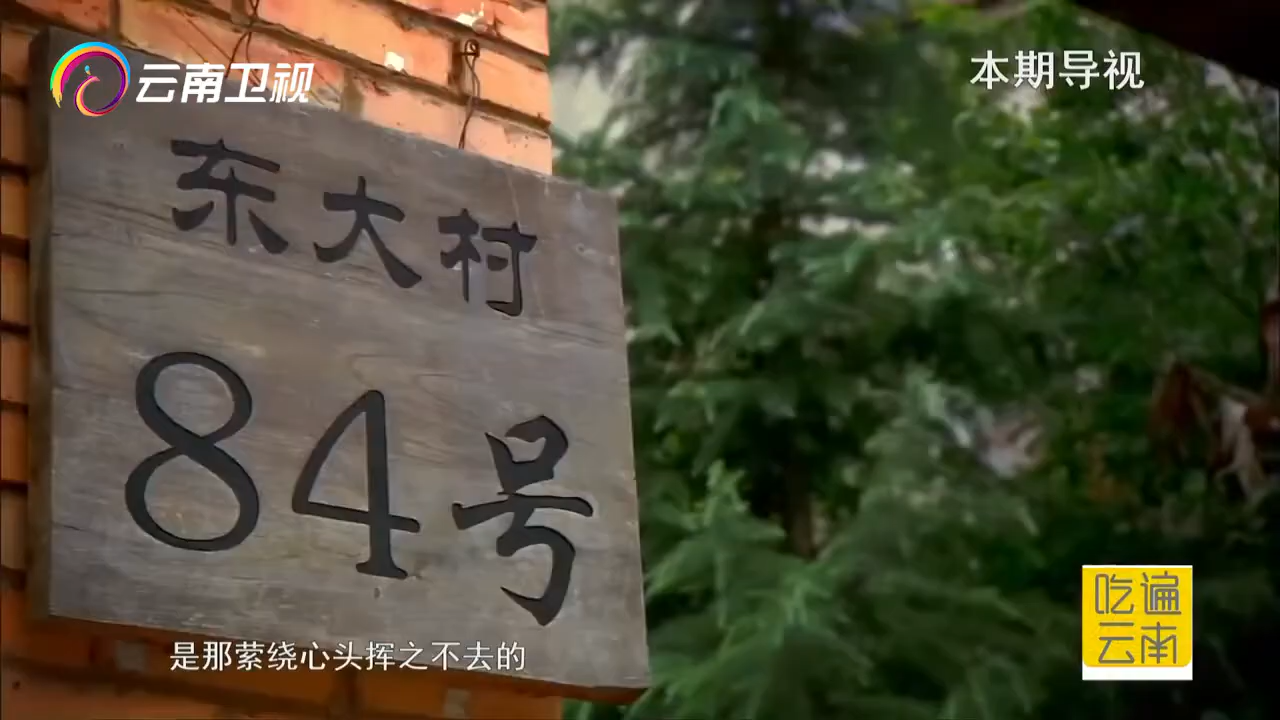 云南卫视
本期导视
东大村
84号
是那萦绕心头挥之不去的
吃遍
云南